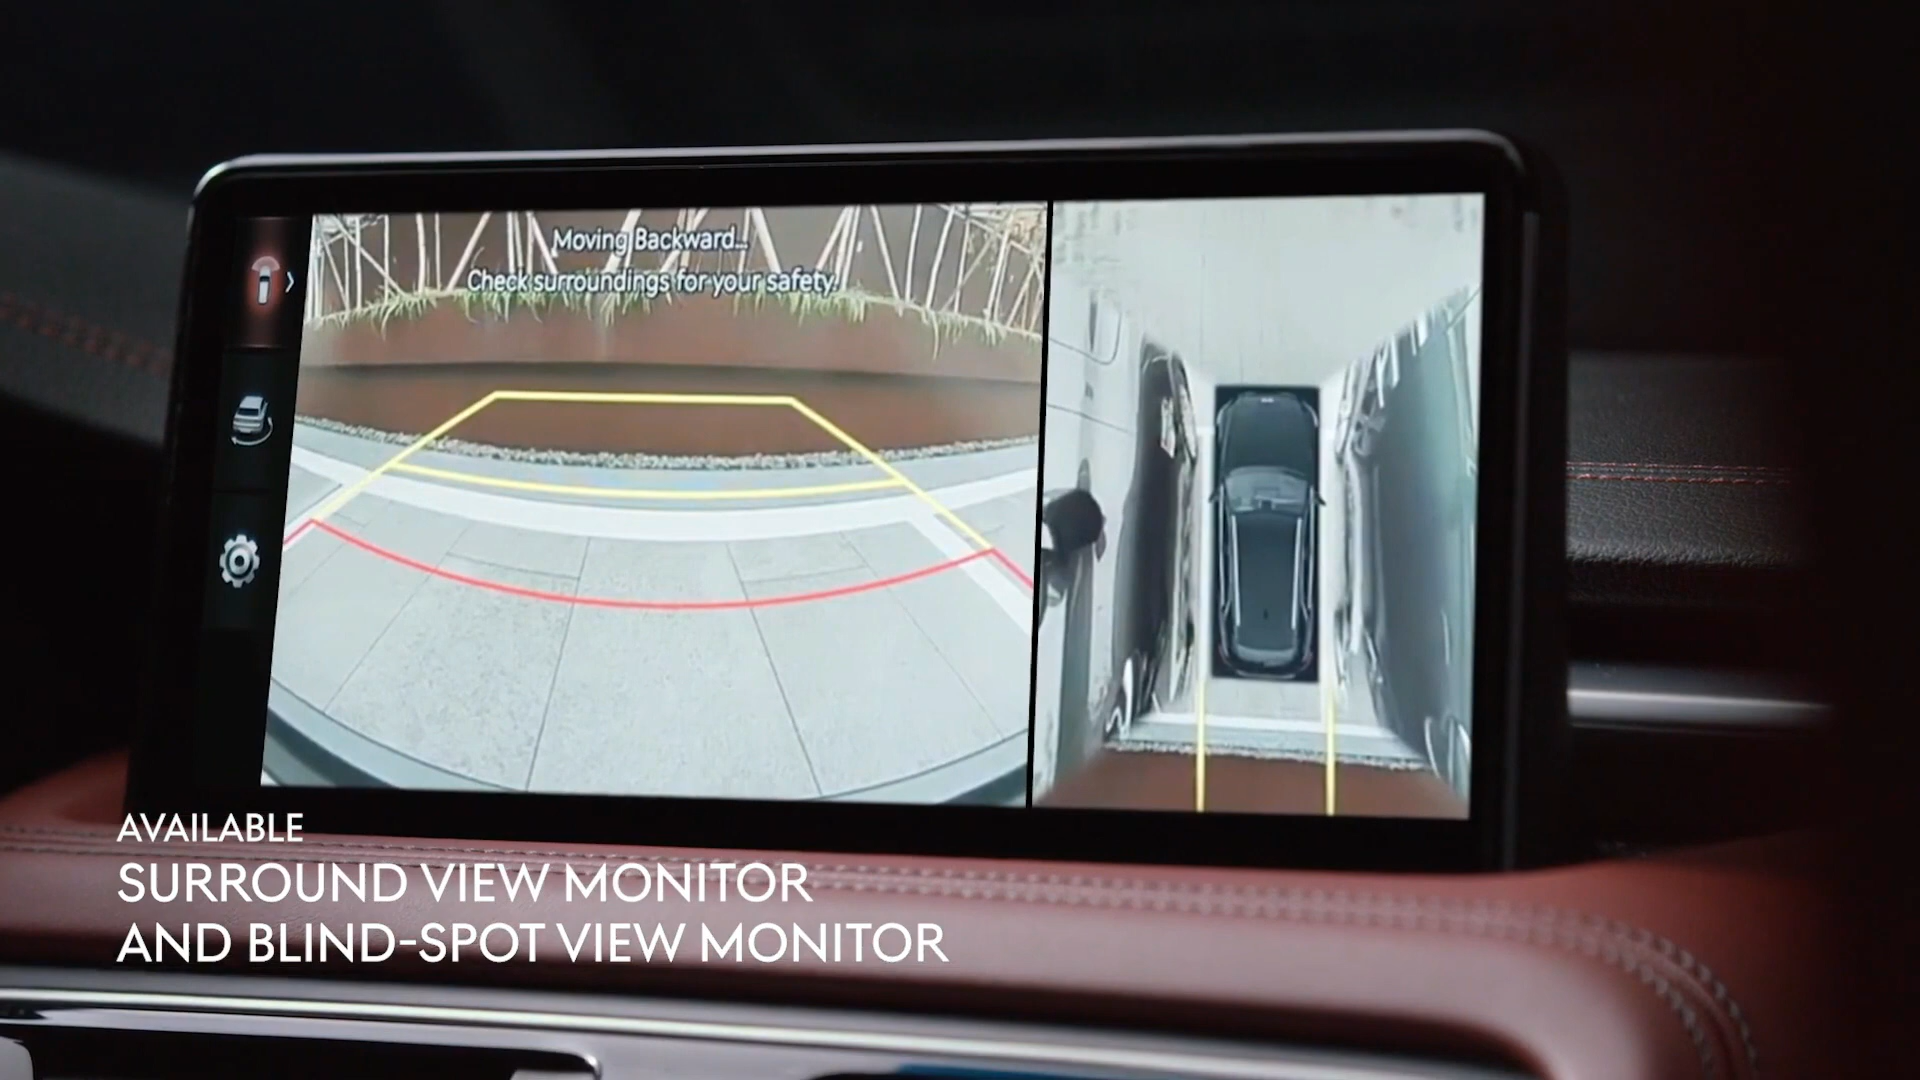 Moving Backward...
Check surroundings for your safety.
AVAILABLE
SURROUND VIEW MONITOR
AND BLIND-SPOT VIEW MONITOR